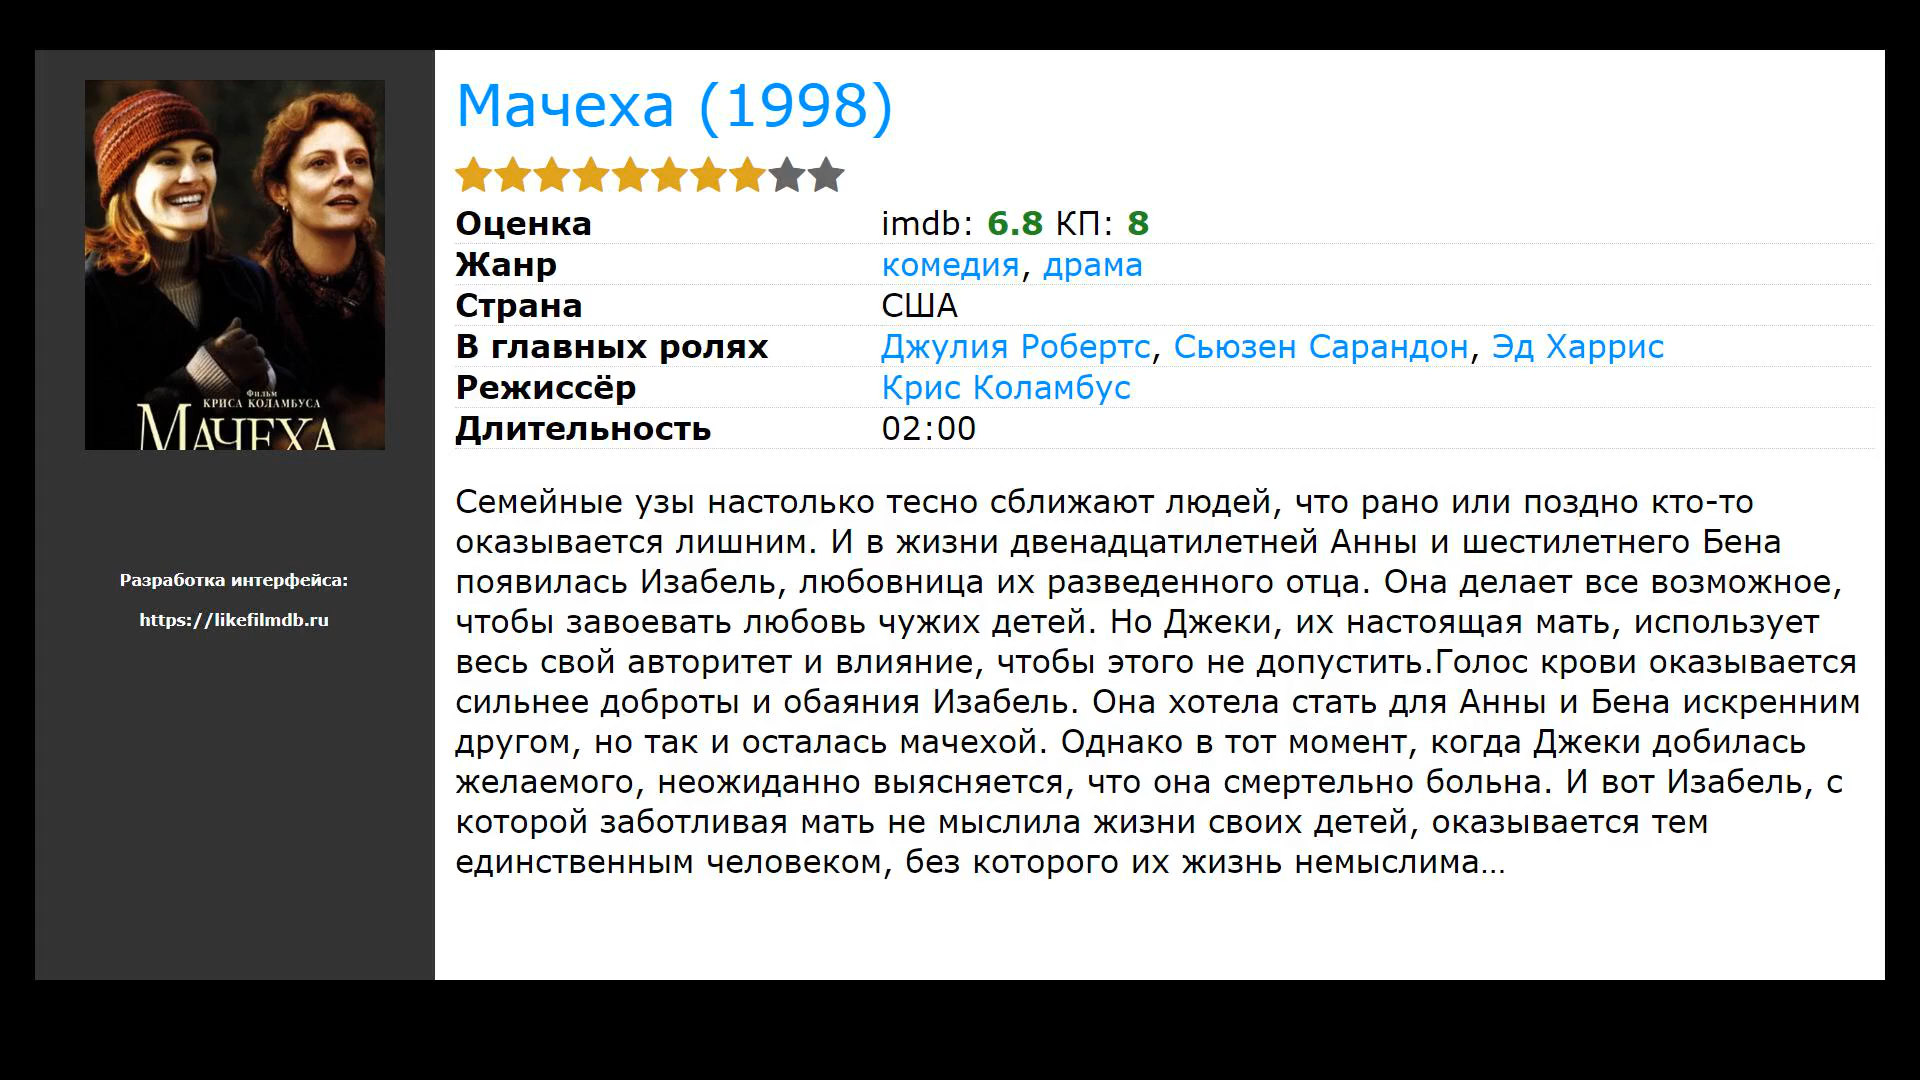 Фильм
КРИСА КОЛАМБУСА
МАЧЕХА
Разработка интерфейса:
https://likefilmdb.ru
Мачеха (1998)
Оценка imdb: 6.8 КП: 8
Жанр комедия, драма
Страна США
В главных ролях Джулия Робертс, Сьюзен Сарандон, Эд Харрис
Режиссёр Крис Коламбус
Длительность 02:00
Семейные узы настолько тесно сближают людей, что рано или поздно кто-то
оказывается лишним. И в жизни двенадцатилетней Анны и шестилетнего Бена
появилась Изабель, любовница их разведенного отца. Она делает все возможное,
чтобы завоевать любовь чужих детей. Но Джеки, их настоящая мать, использует
весь свой авторитет и влияние, чтобы этого не допустить.Голос крови оказывается
сильнее доброты и обаяния Изабель. Она хотела стать для Анны и Бена искренним
другом, но так и осталась мачехой. Однако в тот момент, когда Джеки добилась
желаемого, неожиданно выясняется, что она смертельно больна. И вот Изабель, с
которой заботливая мать не мыслила жизни своих детей, оказывается тем
единственным человеком, без которого их жизнь немыслима…